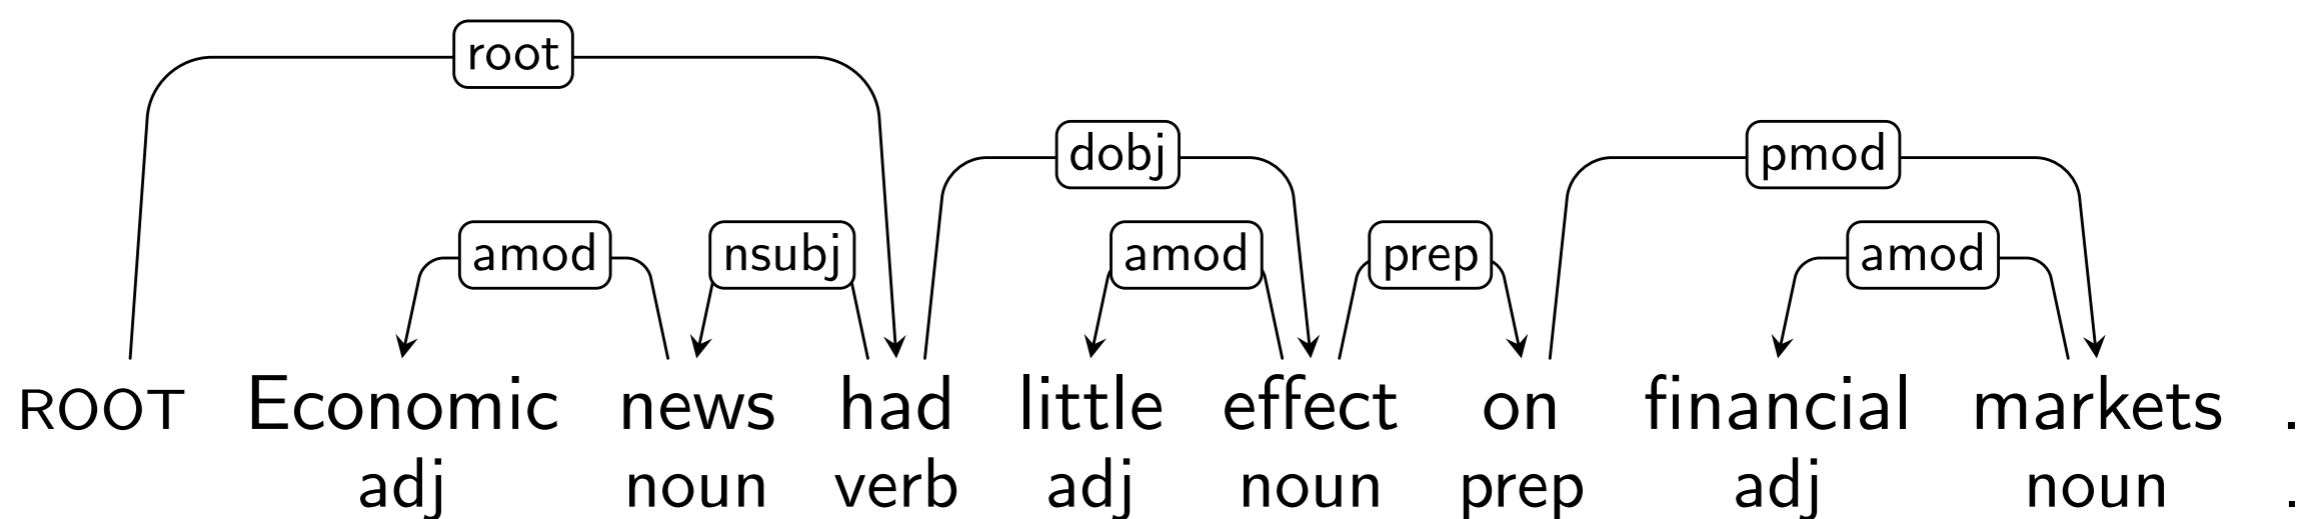 root
dobj pmod
amod nsubj amod prep amod
ROOT Economic news had little effect on financial markets .
adj noun verb adj noun prep adj noun .